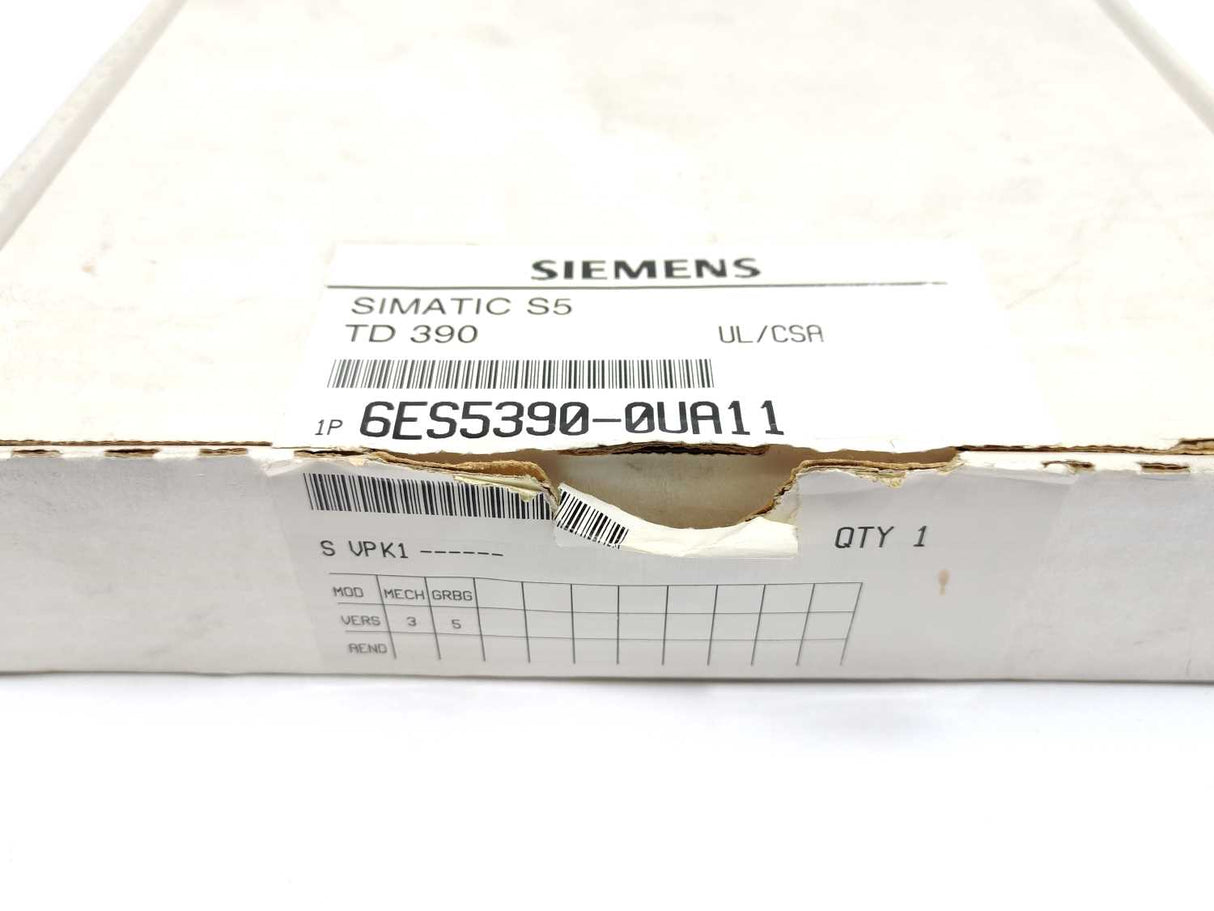 SIEMENS
SIMATIC S5
TD 390 UL/CSA
1P 6ES5390-0UA11
S VPK1 ------ QTY 1
MOD MECH GRBG
VERS 3 5
AEND